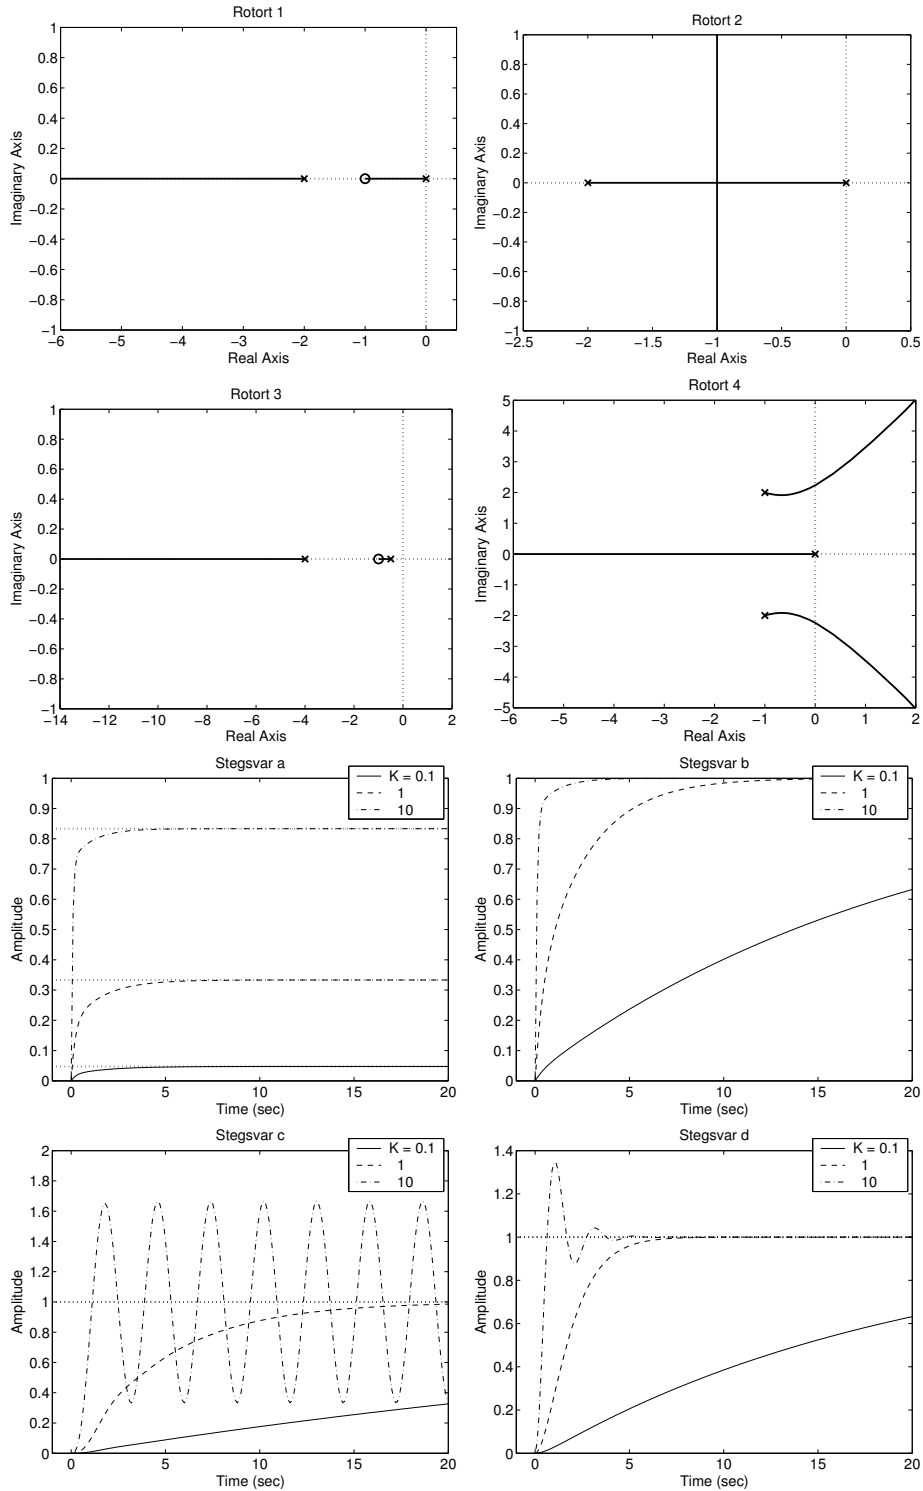 Rotort 1
1
0.8
0.6
0.4
0.2
0
−0.2
−0.4
−0.6
−0.8
−1
Imaginary Axis
−6 −5 −4 −3 −2 −1 0
Real Axis
Rotort 2
1
0.8
0.6
0.4
0.2
0
−0.2
−0.4
−0.6
−0.8
−1
Imaginary Axis
−2.5 −2 −1.5 −1 −0.5 0 0.5
Real Axis
Rotort 3
1
0.8
0.6
0.4
0.2
0
−0.2
−0.4
−0.6
−0.8
−1
Imaginary Axis
−14 −12 −10 −8 −6 −4 −2 0 2
Real Axis
Rotort 4
5
4
3
2
1
0
−1
−2
−3
−4
−5
Imaginary Axis
−6 −5 −4 −3 −2 −1 0 1 2
Real Axis
Stegsvar a
K = 0.1
1
10
1
0.9
0.8
0.7
0.6
0.5
0.4
0.3
0.2
0.1
0
Amplitude
0 5 10 15 20
Time (sec)
Stegsvar b
K = 0.1
1
10
1
0.9
0.8
0.7
0.6
0.5
0.4
0.3
0.2
0.1
0
Amplitude
0 5 10 15 20
Time (sec)
Stegsvar c
K = 0.1
1
10
2
1.8
1.6
1.4
1.2
1
0.8
0.6
0.4
0.2
0
Amplitude
0 5 10 15 20
Time (sec)
Stegsvar d
K = 0.1
1
10
1.4
1.2
1
0.8
0.6
0.4
0.2
0
Amplitude
0 5 10 15 20
Time (sec)